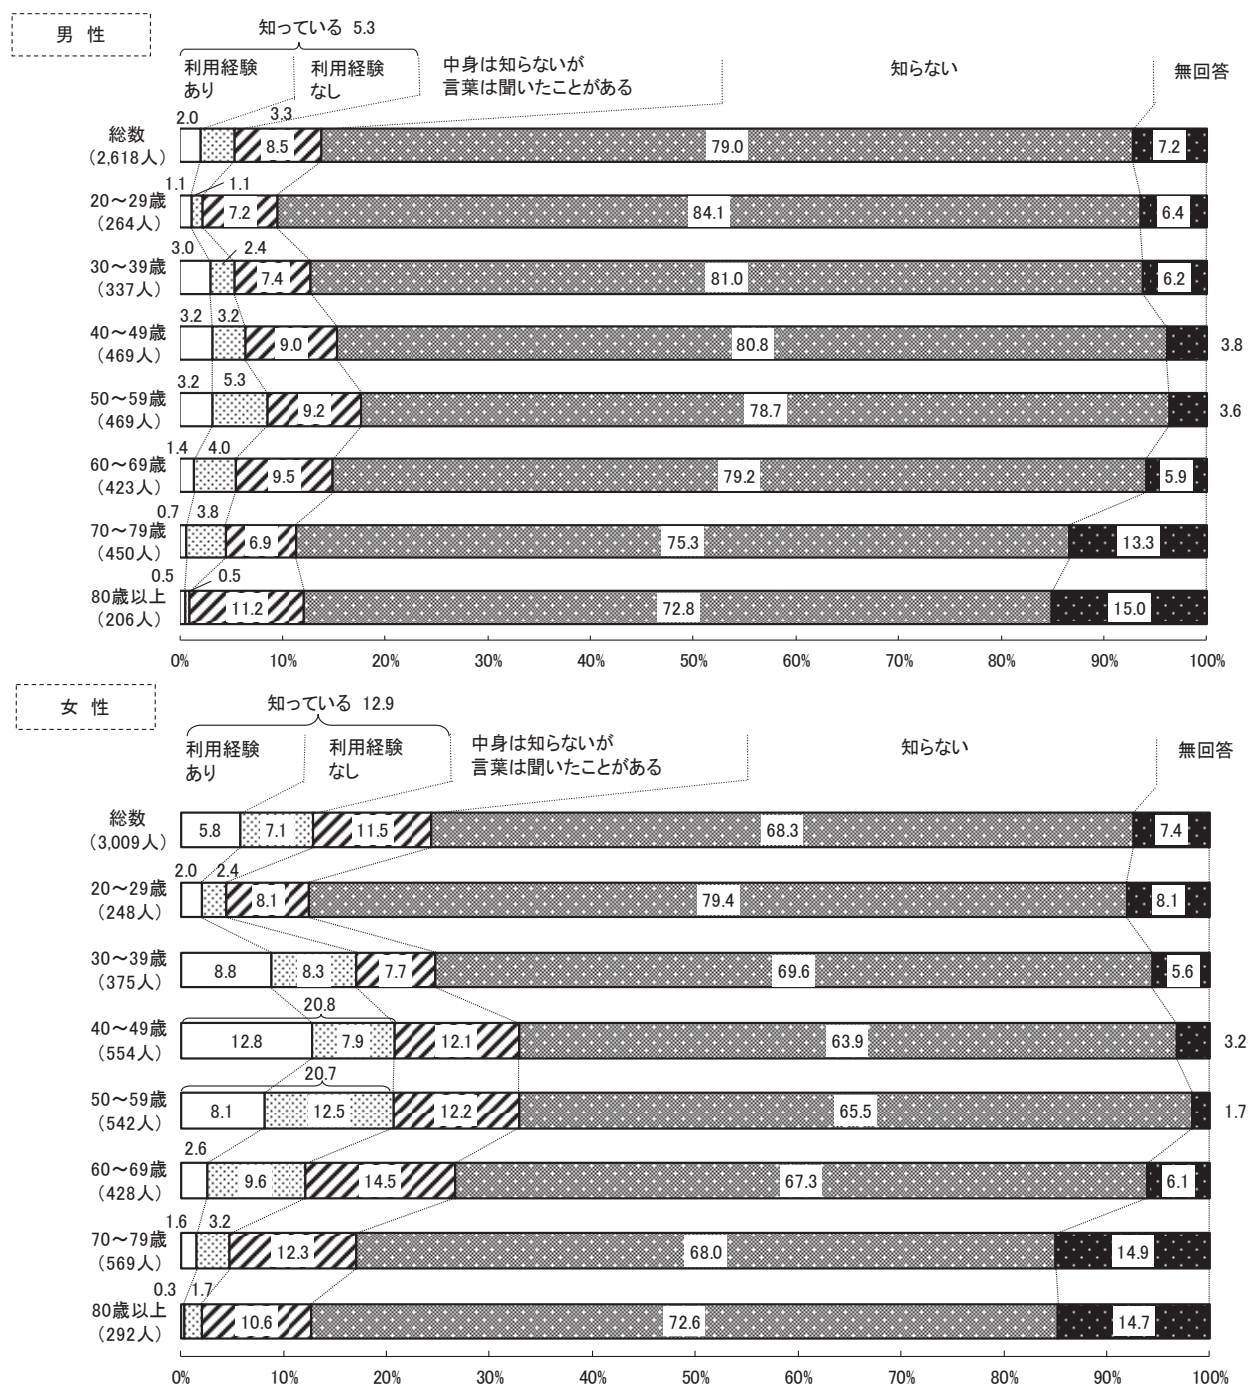 男 性
知っている 5.3
利用経験
あり
利用経験
なし
中身は知らないが
言葉は聞いたことがある
知らない
無回答
総数
(2,618人)
2.0
3.3
8.5
79.0
7.2
20～29歳
(264人)
1.1
1.1
7.2
84.1
6.4
30～39歳
(337人)
3.0
2.4
7.4
81.0
6.2
40～49歳
(469人)
3.2
3.2
9.0
80.8
3.8
50～59歳
(469人)
3.2
5.3
9.2
78.7
3.6
60～69歳
(423人)
1.4
4.0
9.5
79.2
5.9
70～79歳
(450人)
0.7
3.8
6.9
75.3
13.3
80歳以上
(206人)
0.5
0.5
11.2
72.8
15.0
0% 10% 20% 30% 40% 50% 60% 70% 80% 90% 100%
女 性
知っている 12.9
利用経験
あり
利用経験
なし
中身は知らないが
言葉は聞いたことがある
知らない
無回答
総数
(3,009人)
5.8
7.1
11.5
68.3
7.4
20～29歳
(248人)
2.0
2.4
8.1
79.4
8.1
30～39歳
(375人)
8.8
8.3
7.7
69.6
5.6
40～49歳
(554人)
20.8
12.8
7.9
12.1
63.9
3.2
50～59歳
(542人)
20.7
8.1
12.5
12.2
65.5
1.7
60～69歳
(428人)
2.6
9.6
14.5
67.3
6.1
70～79歳
(569人)
1.6
3.2
12.3
68.0
14.9
80歳以上
(292人)
0.3
1.7
10.6
72.6
14.7
0% 10% 20% 30% 40% 50% 60% 70% 80% 90% 100%